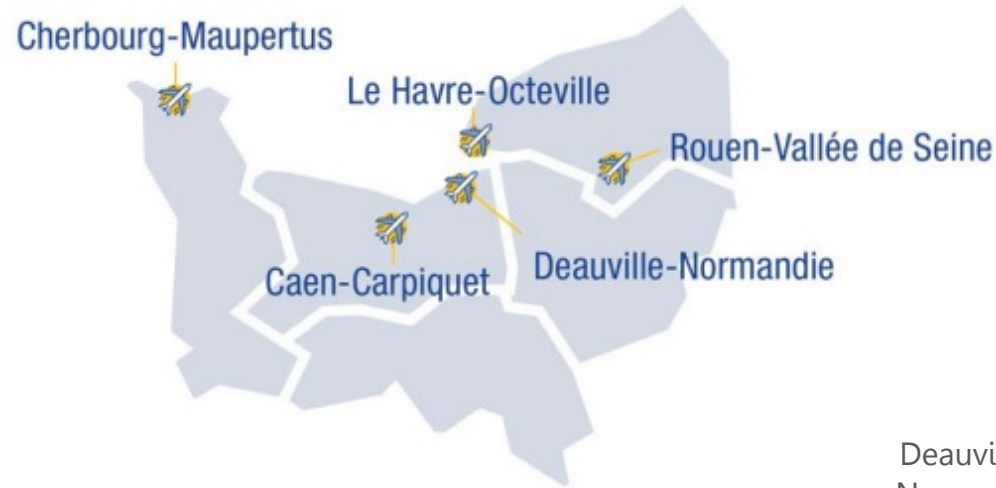 Cherbourg-Maupertus
Le Havre-Octeville
Rouen-Vallée de Seine
Deauville-Normandie
Caen-Carpiquet